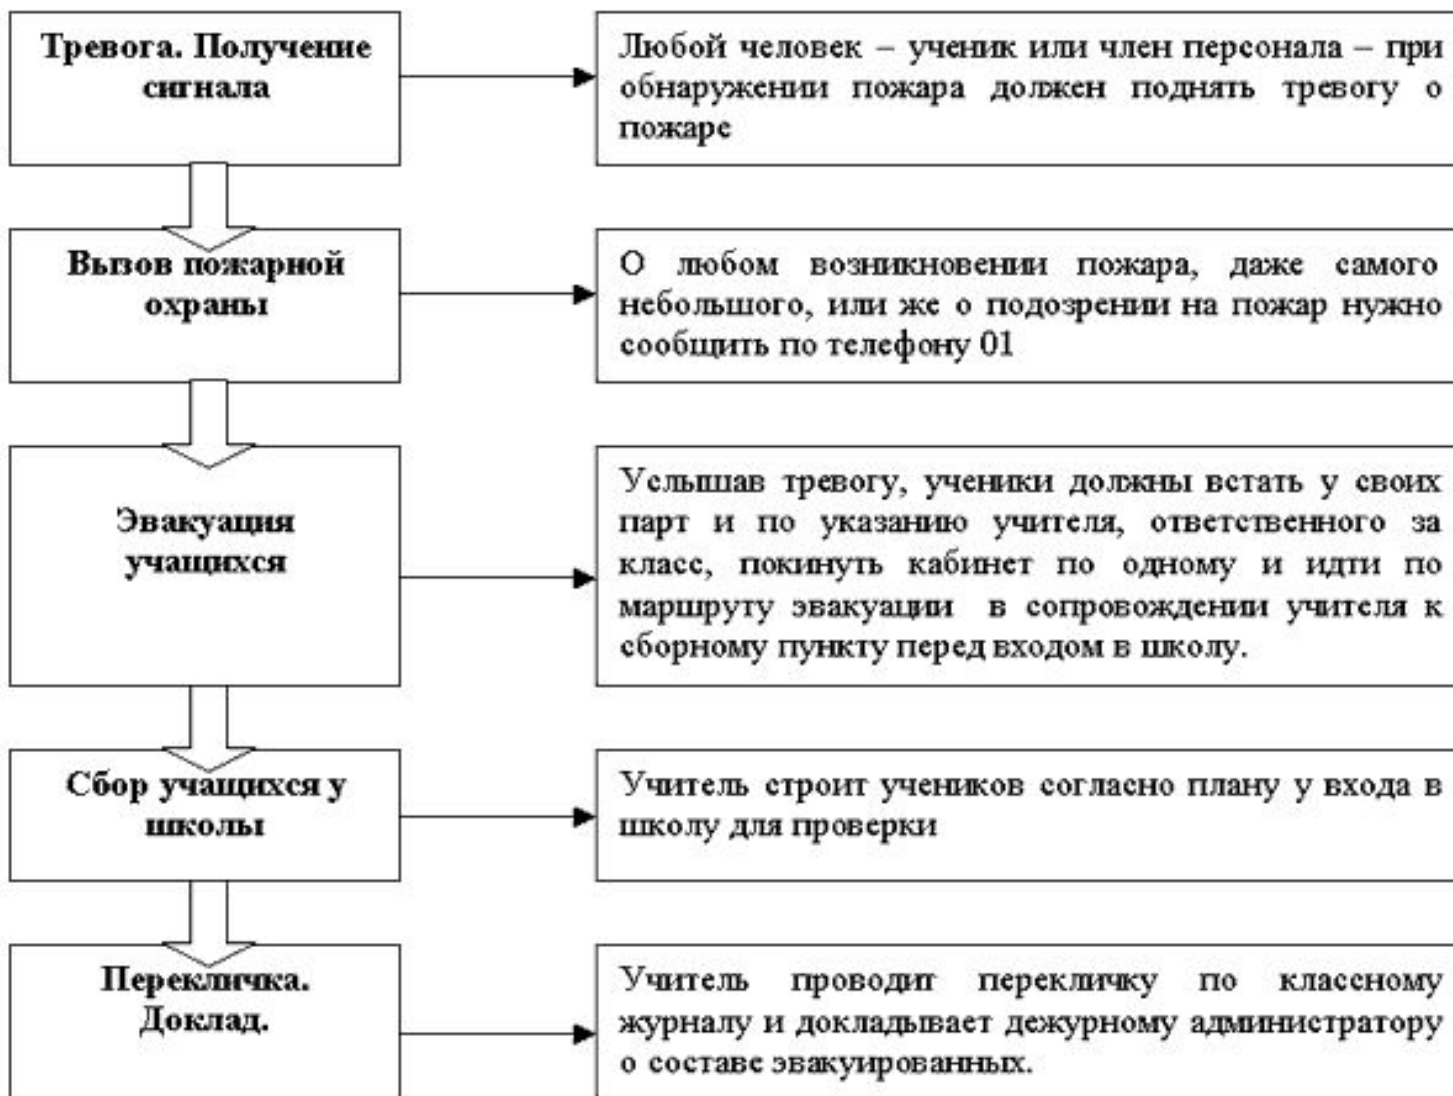 Тревога. Получение
сигнала
Любой человек – ученик или член персонала – при
обнаружении пожара должен поднять тревогу о
пожаре
Вызов пожарной
охраны
О любом возникновении пожара, даже самого
небольшого, или же о подозрении на пожар нужно
сообщить по телефону 01
Эвакуация
учащихся
Услышав тревогу, ученики должны встать у своих
парт и по указанию учителя, ответственного за
класс, покинуть кабинет по одному и идти по
маршруту эвакуации в сопровождении учителя к
сборному пункту перед входом в школу.
Сбор учащихся у
школы
Учитель строит учеников согласно плану у входа в
школу для проверки
Перекличка.
Доклад.
Учитель проводит перекличку по классному
журналу и докладывает дежурному администратору
о составе эвакуированных.